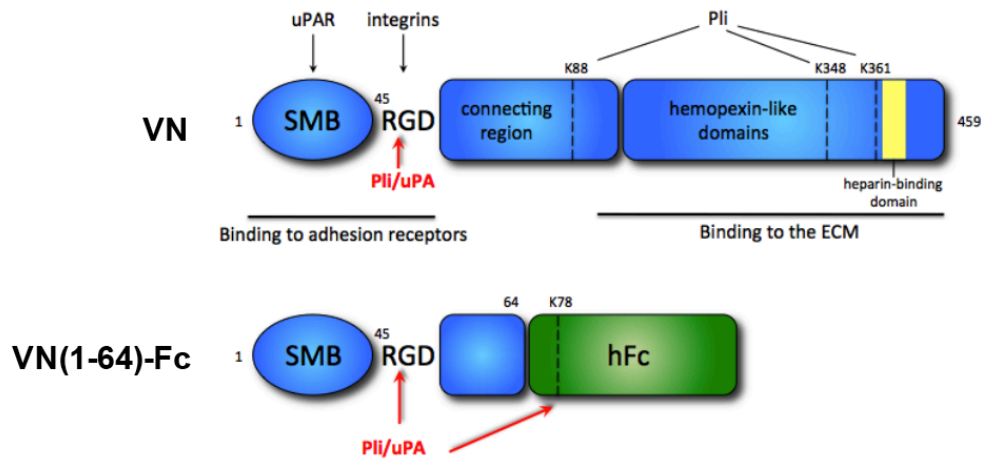 uPAR integrins Pli
K88 K348 K361
VN 1 SMB 45 RGD connecting region hemopexin-like domains 459
Pli/uPA
heparin-binding
domain
Binding to adhesion receptors Binding to the ECM
64 K78
VN(1-64)-Fc 1 SMB 45 RGD hFc
Pli/uPA